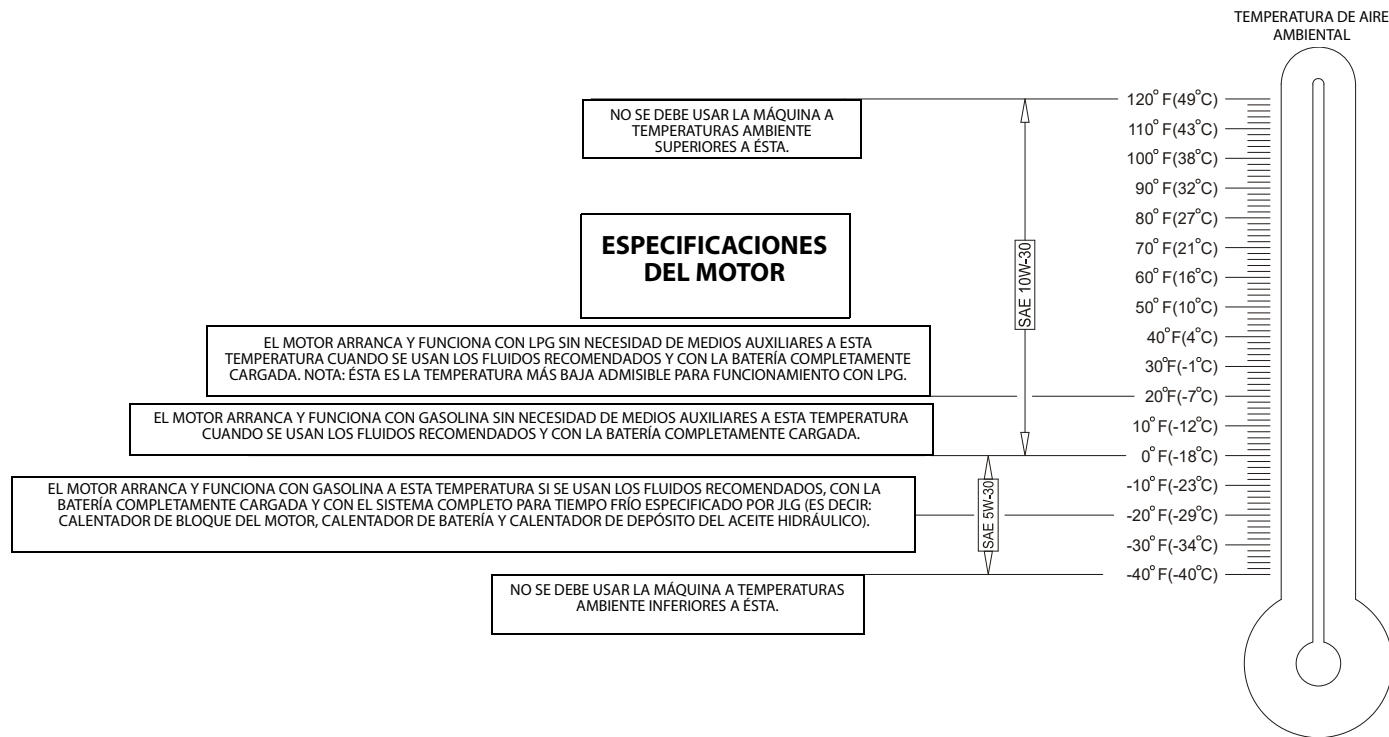 TEMPERATURA DE AIRE
AMBIENTAL
NO SE DEBE USAR LA MÁQUINA A
TEMPERATURAS AMBIENTE
SUPERIORES A ÉSTA.
ESPECIFICACIONES
DEL MOTOR
EL MOTOR ARRANCA Y FUNCIONA CON LPG SIN NECESIDAD DE MEDIOS AUXILIARES A ESTA
TEMPERATURA CUANDO SE USAN LOS FLUIDOS RECOMENDADOS Y CON LA BATERÍA COMPLETAMENTE
CARGADA. NOTA: ÉSTA ES LA TEMPERATURA MÁS BAJA ADMISIBLE PARA FUNCIONAMIENTO CON LPG.
EL MOTOR ARRANCA Y FUNCIONA CON GASOLINA SIN NECESIDAD DE MEDIOS AUXILIARES A ESTA TEMPERATURA
CUANDO SE USAN LOS FLUIDOS RECOMENDADOS Y CON LA BATERÍA COMPLETAMENTE CARGADA.
EL MOTOR ARRANCA Y FUNCIONA CON GASOLINA A ESTA TEMPERATURA SI SE USAN LOS FLUIDOS RECOMENDADOS, CON LA
BATERÍA COMPLETAMENTE CARGADA Y CON EL SISTEMA COMPLETO PARA TIEMPO FRÍO ESPECIFICADO POR JLG (ES DECIR:
CALENTADOR DE BLOQUE DEL MOTOR, CALENTADOR DE BATERÍA Y CALENTADOR DE DEPÓSITO DEL ACEITE HIDRÁULICO).
NO SE DEBE USAR LA MÁQUINA A TEMPERATURAS
AMBIENTE INFERIORES A ÉSTA.
SAE 10W-30
SAE 5W-30
120° F(49°C)
110° F(43°C)
100° F(38°C)
90° F(32°C)
80° F(27°C)
70° F(21°C)
60° F(16°C)
50° F(10°C)
40°F(4°C)
30°F(-1°C)
20°F(-7°C)
10°F(-12°C)
0° F(-18°C)
-10° F(-23°C)
-20° F(-29°C)
-30° F(-34°C)
-40° F(-40°C)